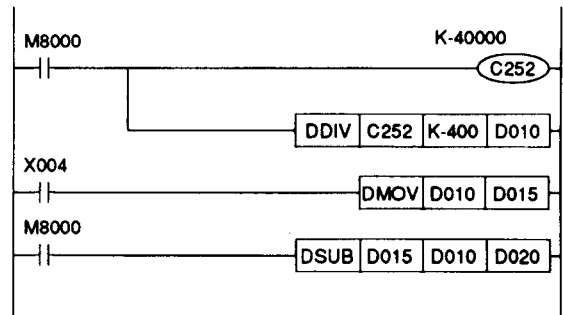 M8000 K-40000
C252
DDIV C252 K-400 D010
X004
DMOV D010 D015
M8000
DSUB D015 D010 D020